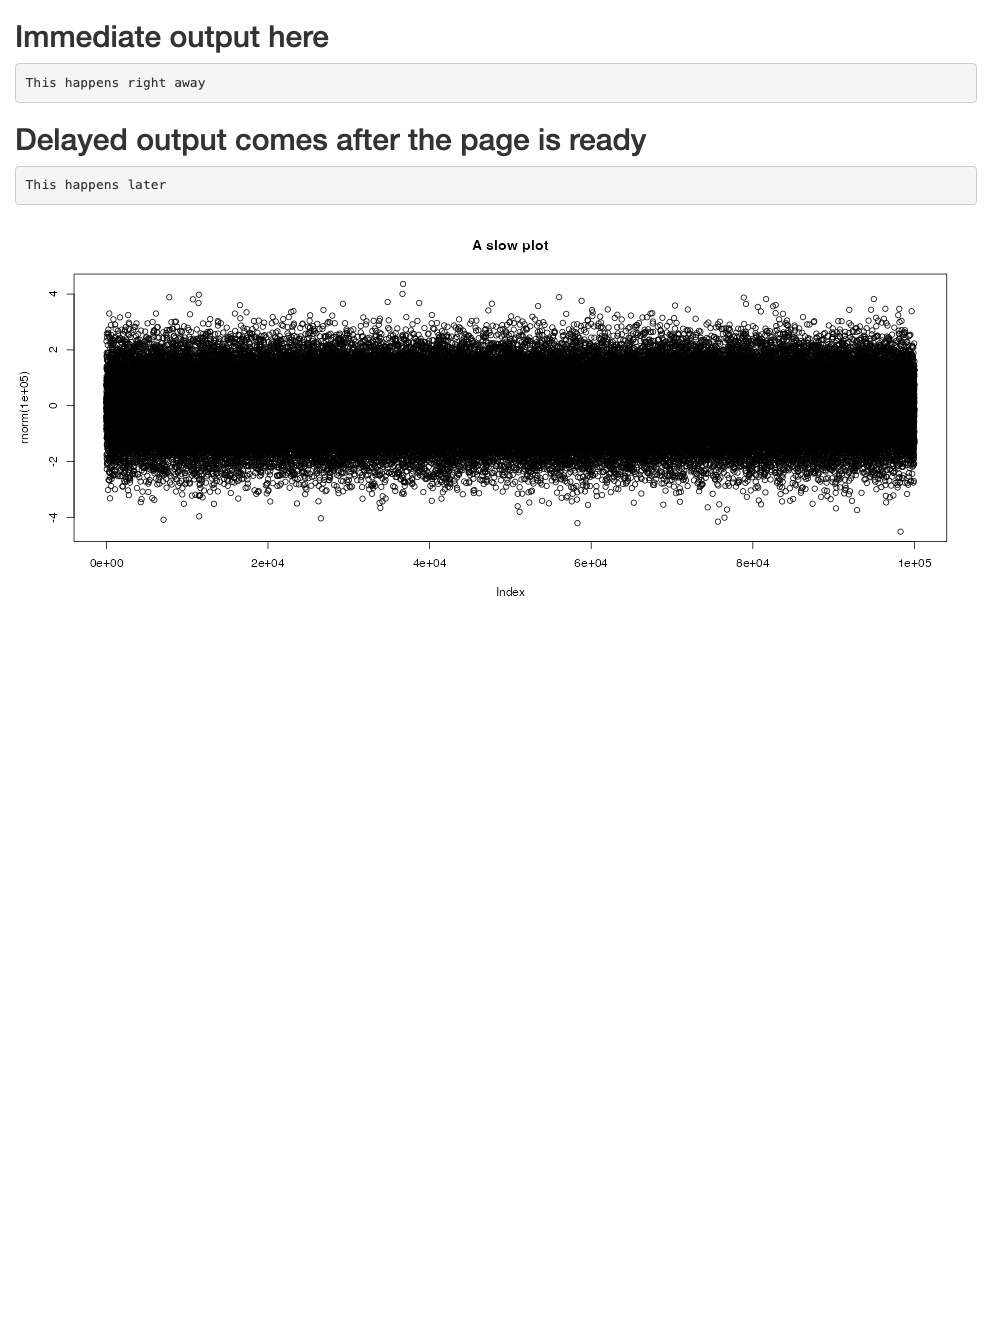 Immediate output here
This happens right away
Delayed output comes after the page is ready
This happens later
A slow plot
rnorm(1e+05)
4
2
0
-2
-4
0e+00 2e+04 4e+04 6e+04 8e+04 1e+05
Index